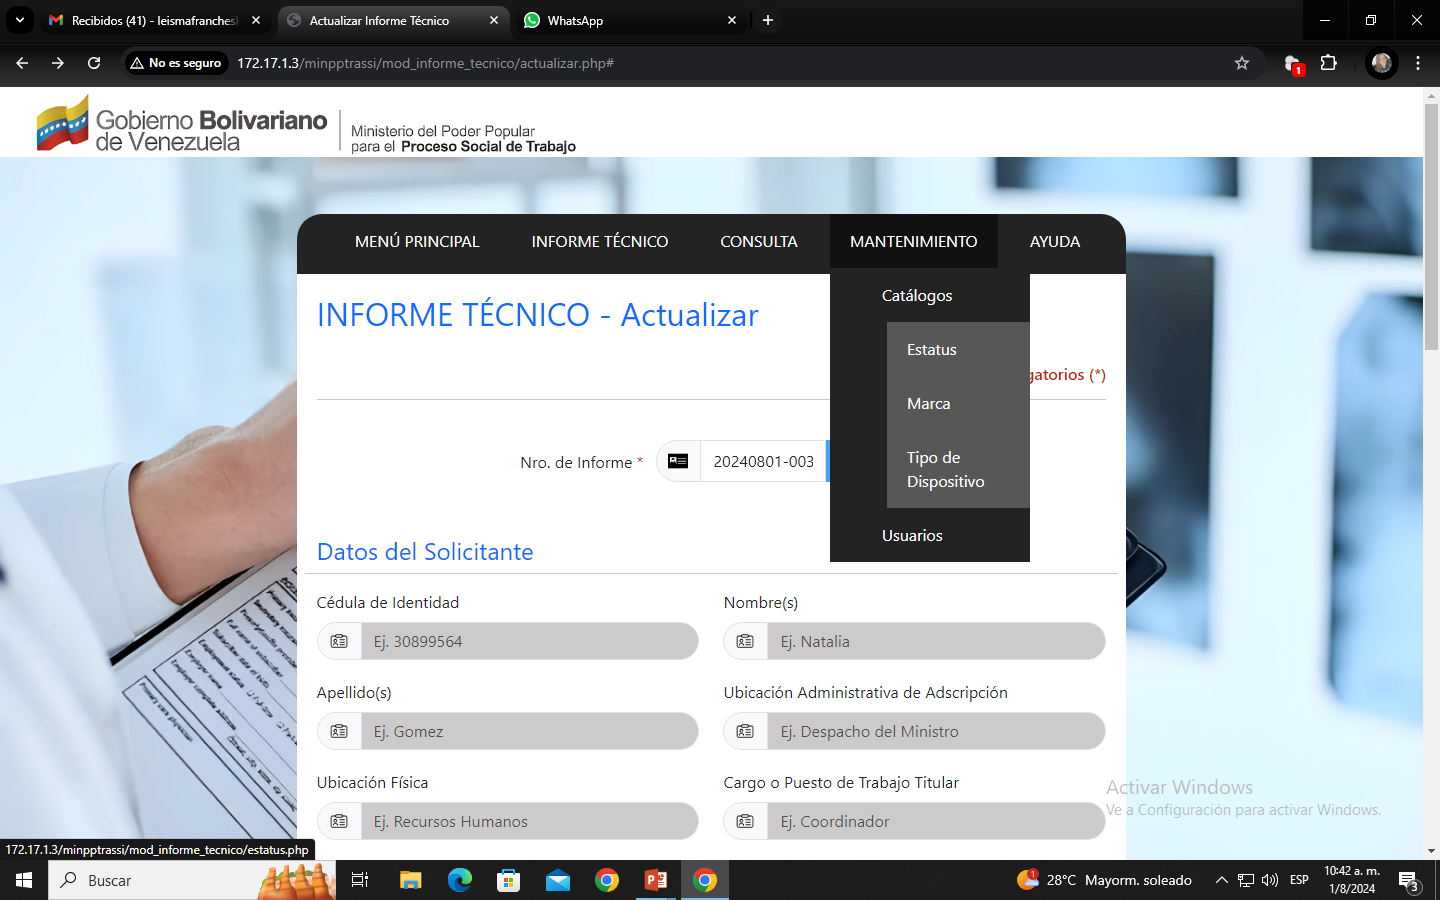 Recibidos (41) - leismafranchesk
Actualizar Informe Técnico
WhatsApp
No es seguro
172.17.1.3/minpptrassi/mod_informe_tecnico/actualizar.php#
1
Gobierno Bolivariano
de Venezuela
Ministerio del Poder Popular
para el Proceso Social de Trabajo
MENÚ PRINCIPAL
INFORME TÉCNICO
CONSULTA
MANTENIMIENTO
AYUDA
Catálogos
Estatus
Marca
Tipo de
Dispositivo
Usuarios
INFORME TÉCNICO - Actualizar
gatorios (*)
Nro. de Informe *
20240801-003
Datos del Solicitante
Cédula de Identidad
Ej. 30899564
Nombre(s)
Ej. Natalia
Apellido(s)
Ej. Gomez
Ubicación Administrativa de Adscripción
Ej. Despacho del Ministro
Ubicación Física
Ej. Recursos Humanos
Cargo o Puesto de Trabajo Titular
Ej. Coordinador
Activar Windows
Ve a Configuración para activar Windows.
172.17.1.3/minpptrassi/mod_informe_tecnico/estatus.php
Buscar
1
28°C Mayorm. soleado
ESP
10:42 a. m.
1/8/2024
3